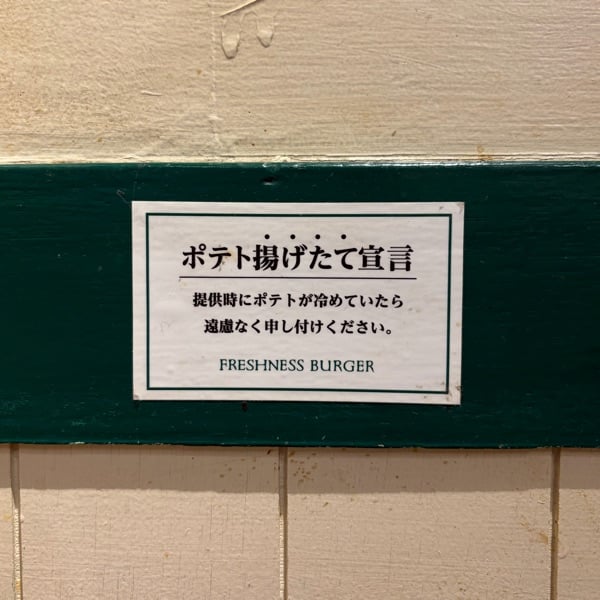 ポテト揚げたて宣言
提供時にポテトが冷めていたら
遠慮なく申し付けください。
FRESHNESS BURGER